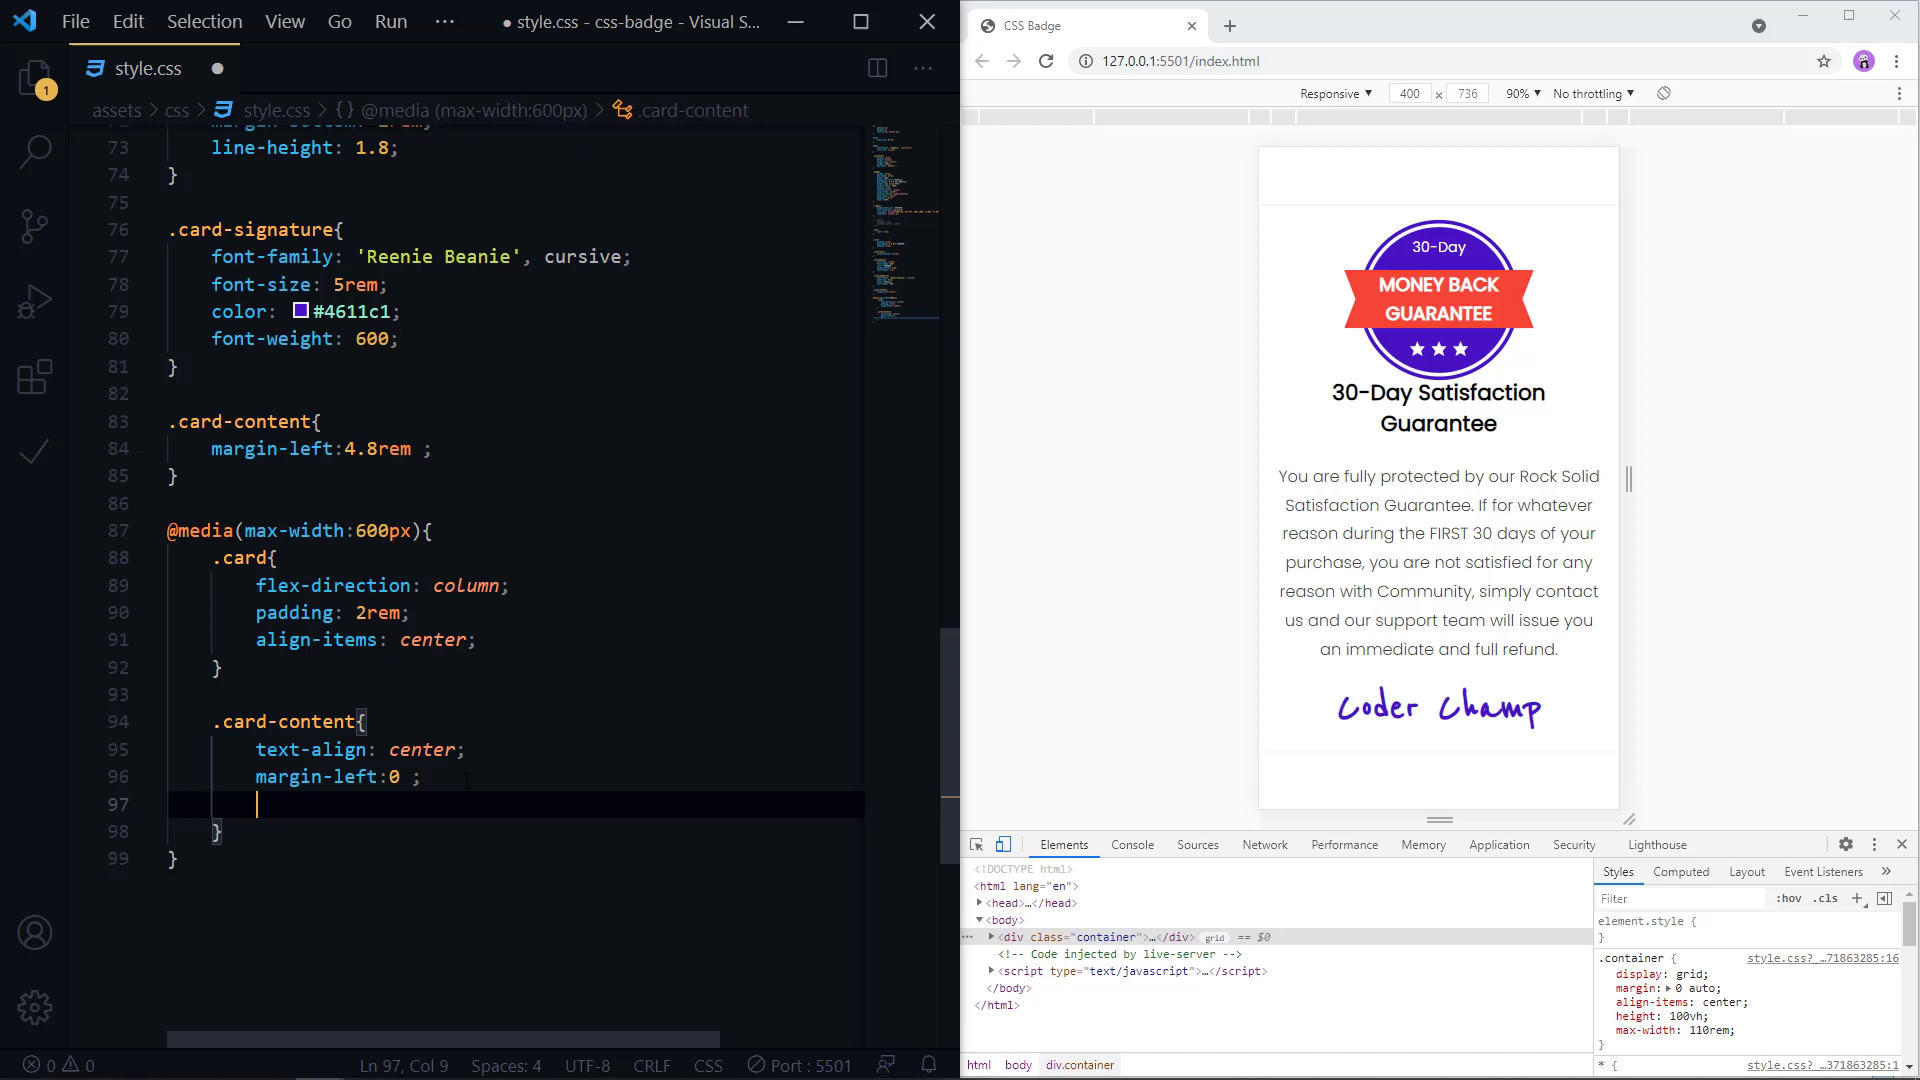 File Edit Selection View Go Run ··· ● style.css - css-badge - Visual S...
style.css
assets > css > style.css > {} @media (max-width:600px) > .card-content
1
73 line-height: 1.8;
74 }
75
76 .card-signature{
77 font-family: 'Reenie Beanie', cursive;
78 font-size: 5rem;
79 color: #4611c1;
80 font-weight: 600;
81 }
82
83 .card-content{
84 margin-left:4.8rem ;
85 }
86
87 @media(max-width:600px){
88 .card{
89 flex-direction: column;
90 padding: 2rem;
91 align-items: center;
92 }
93
94 .card-content{
95 text-align: center;
96 margin-left:0 ;
97
98 }
99 }
0 0 Ln 97, Col 9 Spaces: 4 UTF-8 CRLF CSS Port : 5501
CSS Badge
127.0.0.1:5501/index.html
Responsive ▼ 400 × 736 90% ▼ No throttling ▼
30-Day
MONEY BACK
GUARANTEE
30-Day Satisfaction
Guarantee
You are fully protected by our Rock Solid
Satisfaction Guarantee. If for whatever
reason during the FIRST 30 days of your
purchase, you are not satisfied for any
reason with Community, simply contact
us and our support team will issue you
an immediate and full refund.
Coder Champ
Elements Console Sources Network Performance Memory Application Security Lighthouse
<!DOCTYPE html>
<html lang="en">
▶<head>…</head>
▼<body>
··· ▶<div class="container">…</div> grid == $0
<!-- Code injected by live-server -->
▶<script type="text/javascript">…</script>
</body>
</html>
html body div.container
Styles Computed Layout Event Listeners »
Filter :hov .cls +
element.style {
}
.container { style.css?_…71863285:16
display: grid;
margin:▶ 0 auto;
align-items: center;
height: 100vh;
max-width: 110rem;
}
* { style.css?_…371863285:1